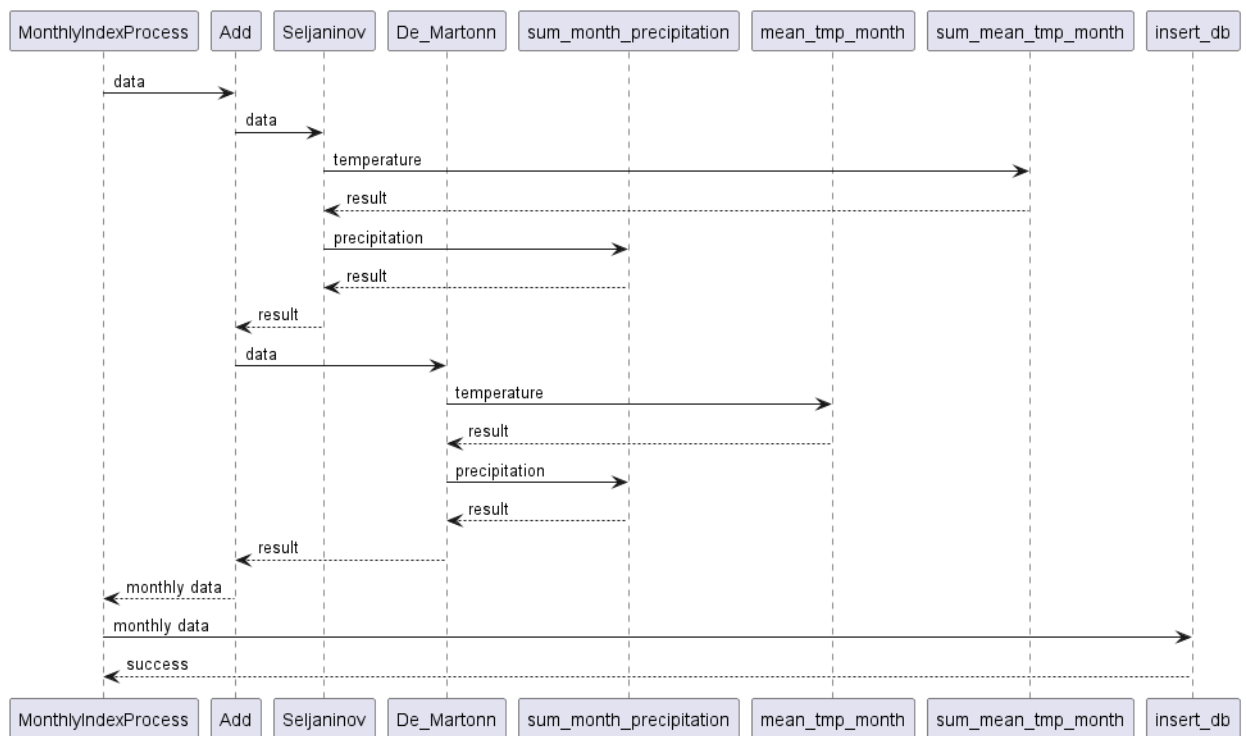 MonthlyIndexProcess Add Seljaninov De_Martonn sum_month_precipitation mean_tmp_month sum_mean_tmp_month insert_db
data
data
temperature
result
precipitation
result
result
data
temperature
result
precipitation
result
result
monthly data
monthly data
success
MonthlyIndexProcess Add Seljaninov De_Martonn sum_month_precipitation mean_tmp_month sum_mean_tmp_month insert_db